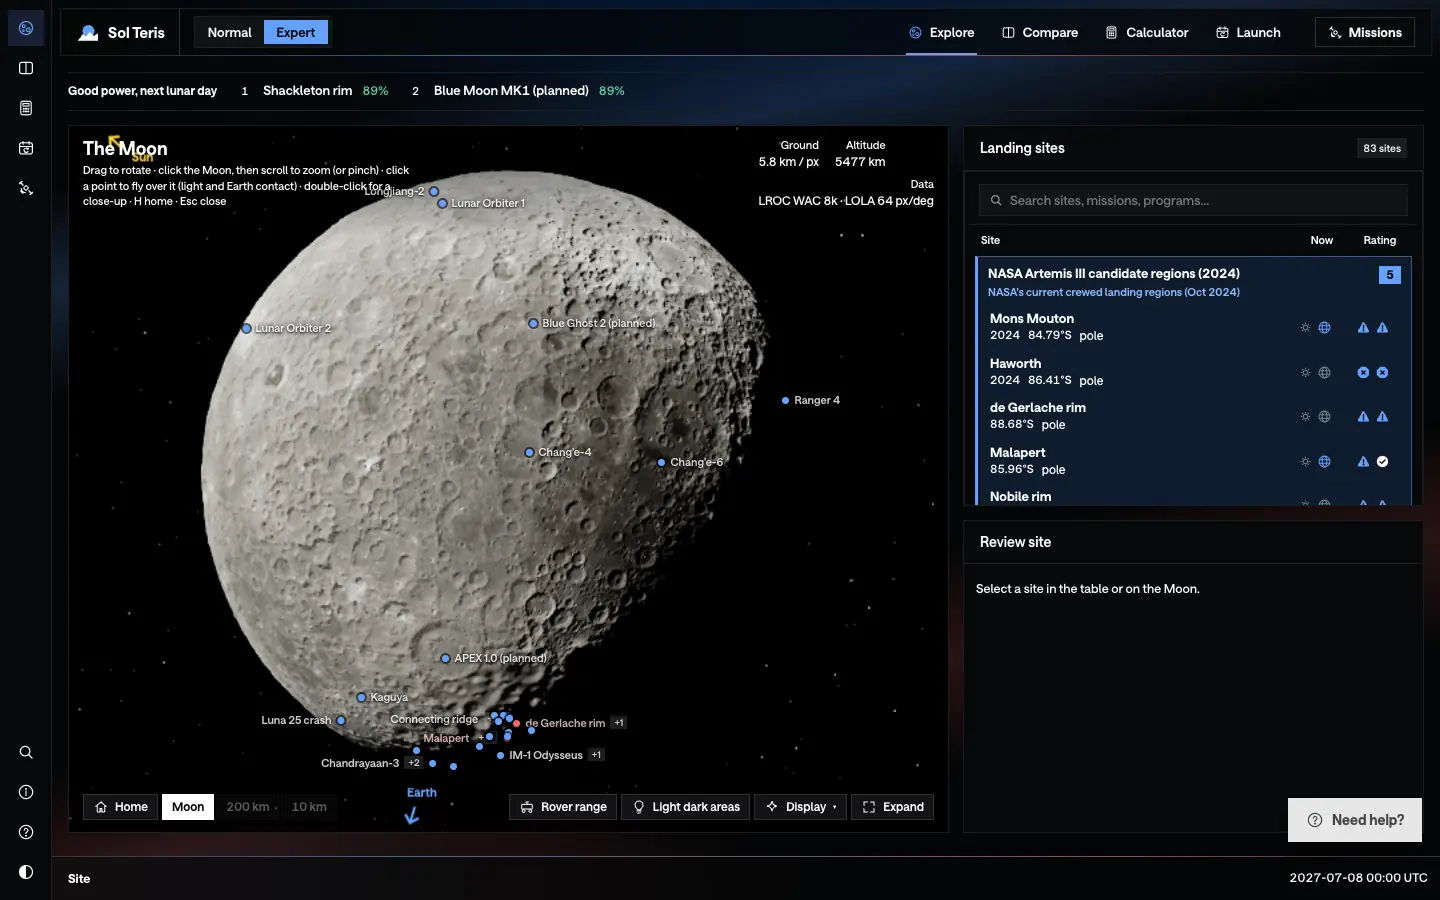 Sol Teris
Normal
Expert
Explore
Compare
Calculator
Launch
Missions
Good power, next lunar day 1 Shackleton rim 89% 2 Blue Moon MK1 (planned) 89%
The Moon
Sun
Drag to rotate · click the Moon, then scroll to zoom (or pinch) · click
a point to fly over it (light and Earth contact) · double-click for a
close-up · H home · Esc close
Ground Altitude
5.8 km / px 5477 km
Data
LROC WAC 8k · LOLA 64 px/deg
Longjiang-2
Lunar Orbiter 1
Lunar Orbiter 2
Blue Ghost 2 (planned)
Ranger 4
Chang'e-4
Chang'e-6
APEX 1.0 (planned)
Kaguya
Luna 25 crash
Connecting ridge
de Gerlache rim +1
Malapert +
IM-1 Odysseus +1
Chandrayaan-3 +2
Earth
Home
Moon
200 km
10 km
Rover range
Light dark areas
Display
Expand
Landing sites
83 sites
Search sites, missions, programs...
Site Now Rating
NASA Artemis III candidate regions (2024) 5
NASA's current crewed landing regions (Oct 2024)
Mons Mouton
2024 84.79°S pole
Haworth
2024 86.41°S pole
de Gerlache rim
88.68°S pole
Malapert
85.96°S pole
Nobile rim
Review site
Select a site in the table or on the Moon.
Need help?
Site
2027-07-08 00:00 UTC